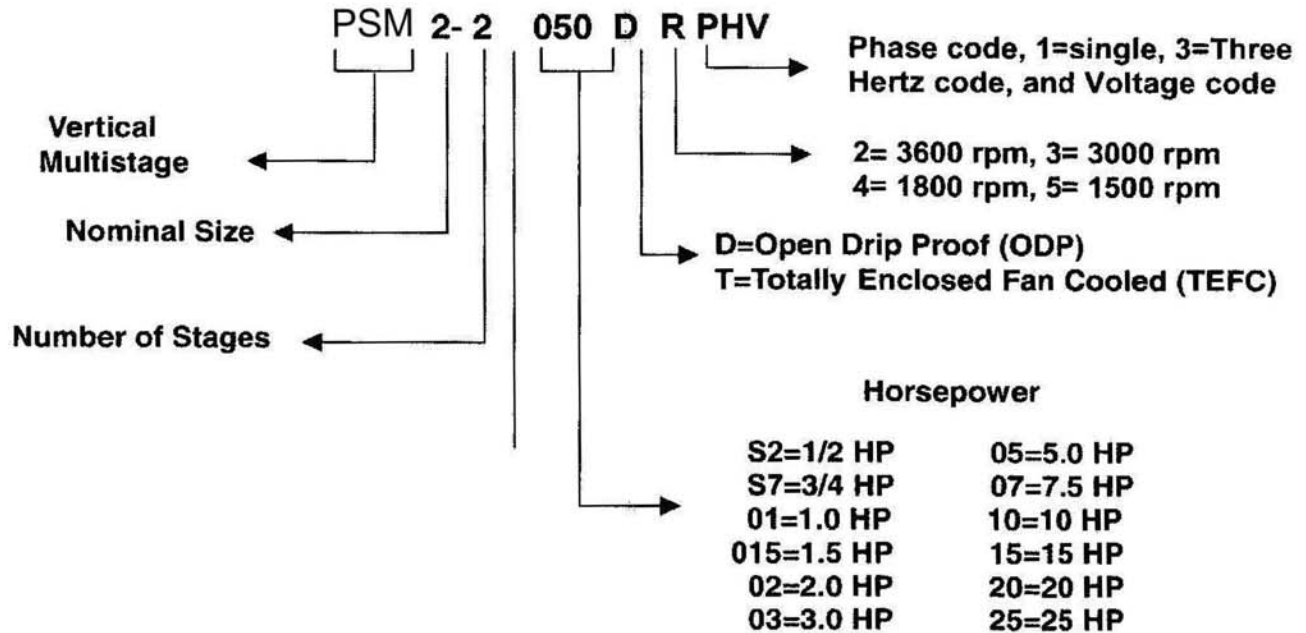 PSM 2- 2 050 D R PHV
Phase code, 1=single, 3=Three
Hertz code, and Voltage code
Vertical
Multistage
2= 3600 rpm, 3= 3000 rpm
4= 1800 rpm, 5= 1500 rpm
Nominal Size
D=Open Drip Proof (ODP)
T=Totally Enclosed Fan Cooled (TEFC)
Number of Stages
Horsepower
S2=1/2 HP 05=5.0 HP
S7=3/4 HP 07=7.5 HP
01=1.0 HP 10=10 HP
015=1.5 HP 15=15 HP
02=2.0 HP 20=20 HP
03=3.0 HP 25=25 HP